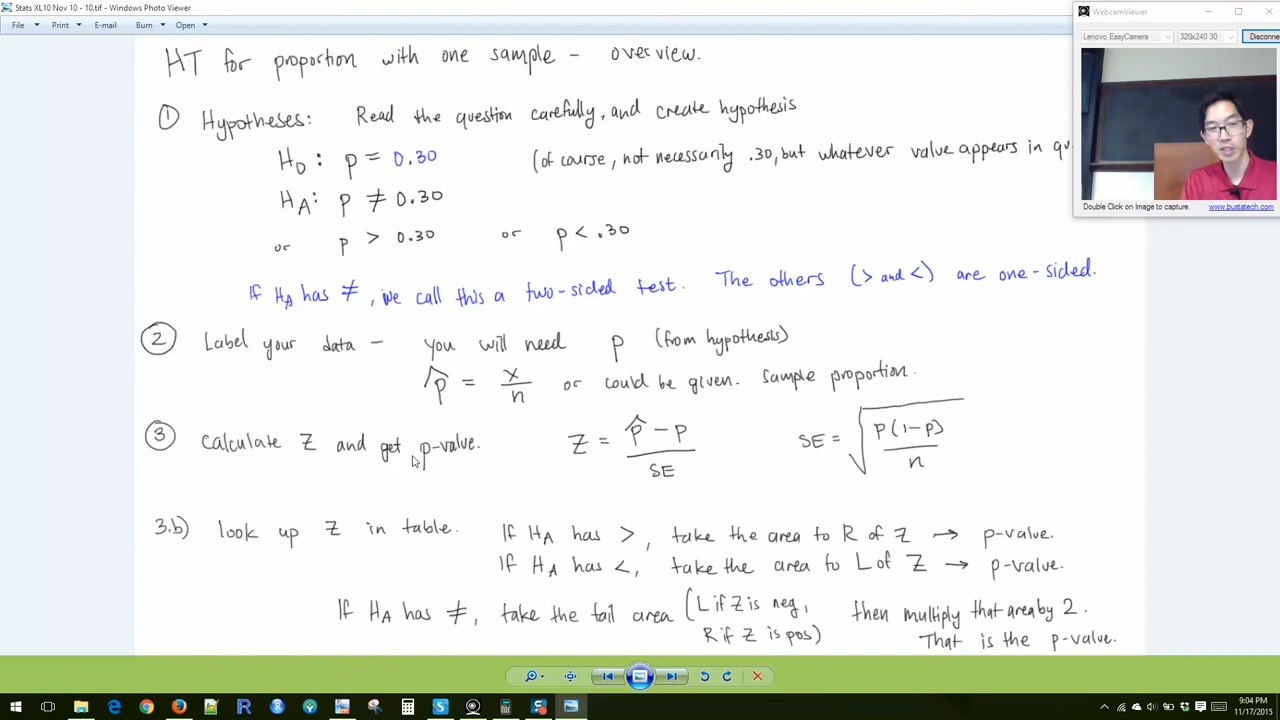 Stats XL10 Nov 10 - 10.tif - Windows Photo Viewer
File Print E-mail Burn Open
WebcamViewer
Lenovo EasyCamera 320x240 30 Disconne
Double Click on Image to capture. www.bustatech.com
HT for proportion with one sample - overview.
① Hypotheses: Read the question carefully, and create hypothesis
H₀ : p = 0.30 (of course, not necessarily .30, but whatever value appears in qu
H_A: p ≠ 0.30
or p > 0.30 or p < .30
If H_A has ≠, we call this a two-sided test. The others (> and <) are one-sided.
② Label your data - you will need p (from hypothesis)
p̂ = x/n or could be given. Sample proportion.
③ Calculate Z and get p-value. Z = (p̂ - p)/SE SE = √(p(1-p)/n)
3.b) look up Z in table. If H_A has >, take the area to R of Z → p-value.
If H_A has <, take the area to L of Z → p-value.
If H_A has ≠, take the tail area (L if Z is neg, R if Z is pos) then multiply that area by 2.
That is the p-value.
9:04 PM
11/17/2015